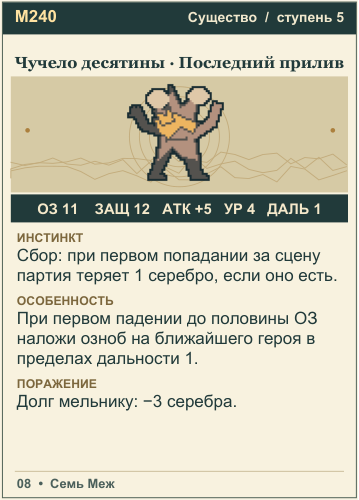 М240
Существо / ступень 5
Чучело десятины · Последний прилив
ОЗ 11 ЗАЩ 12 АТК +5 УР 4 ДАЛЬ 1
ИНСТИНКТ
Сбор: при первом попадании за сцену
партия теряет 1 серебро, если оно есть.
ОСОБЕННОСТЬ
При первом падении до половины ОЗ
наложи озноб на ближайшего героя в
пределах дальности 1.
ПОРАЖЕНИЕ
Долг мельнику: −3 серебра.
08 • Семь Меж